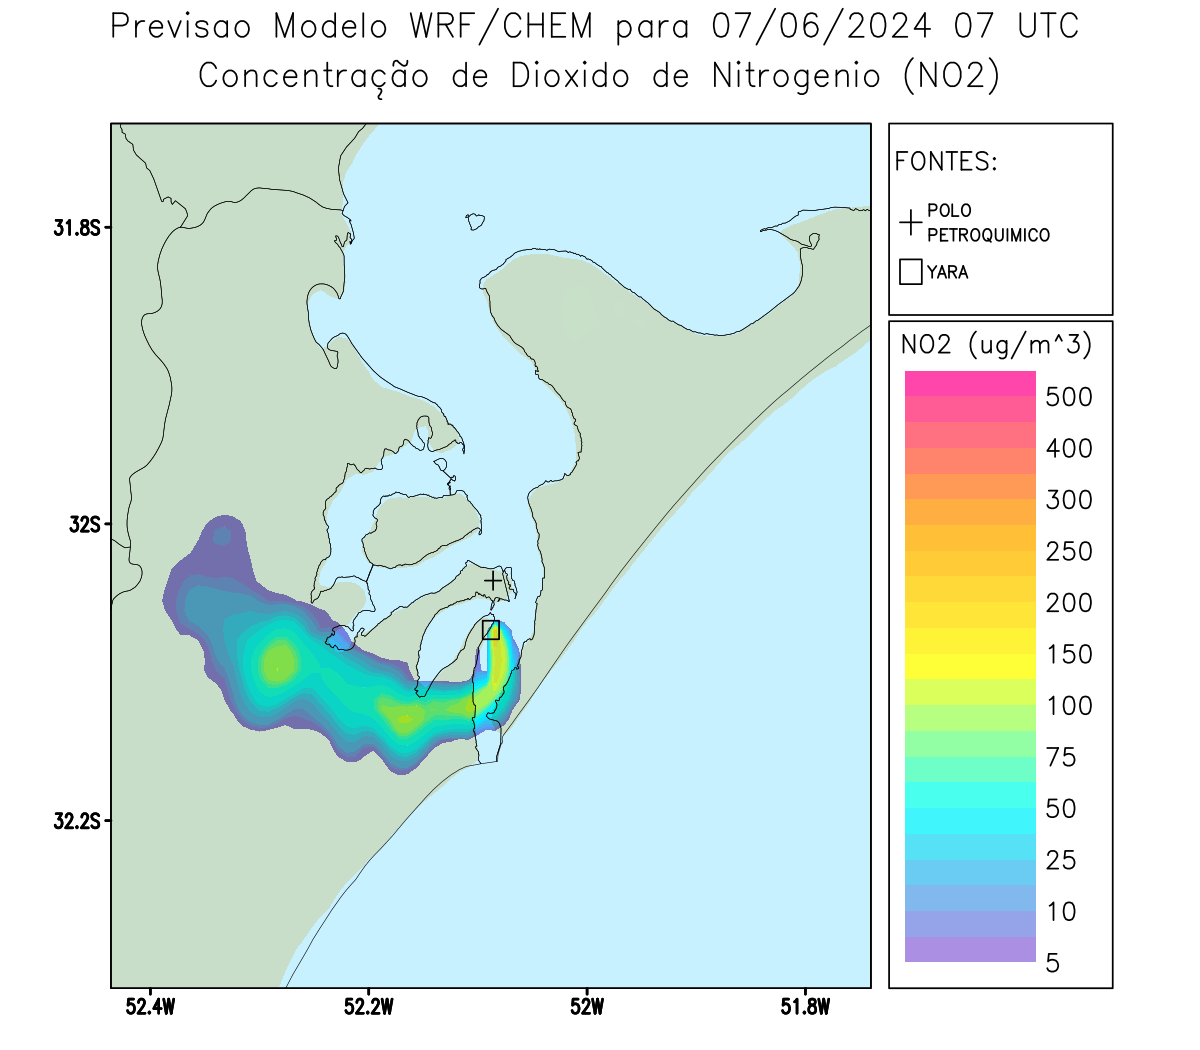 Previsao Modelo WRF/CHEM para 07/06/2024 07 UTC
Concentração de Dioxido de Nitrogenio (NO2)
FONTES:
POLO
PETROQUIMICO
YARA
NO2 (ug/m^3)
500
400
300
250
200
150
100
75
50
25
10
5
31.8S
32S
32.2S
52.4W
52.2W
52W
51.8W